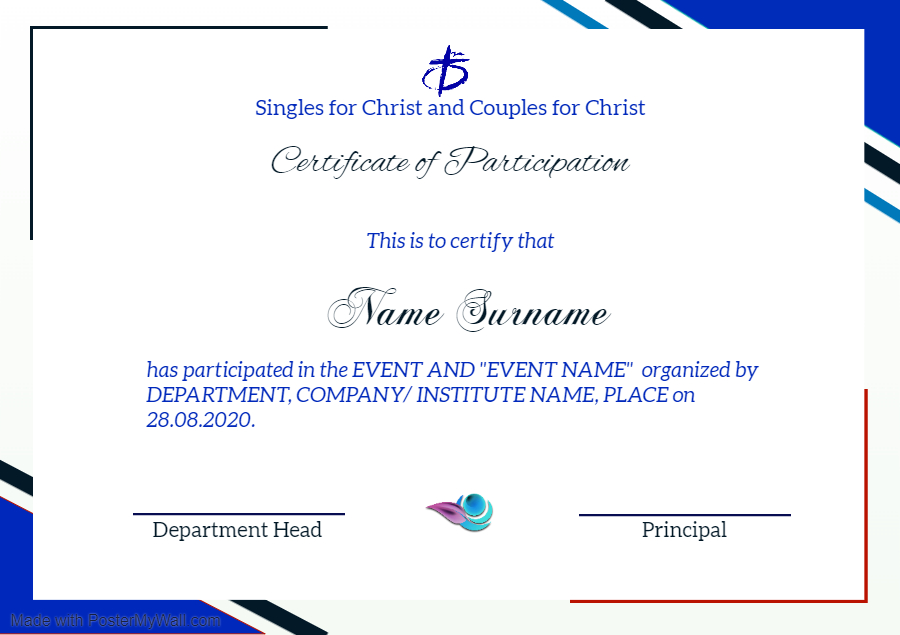 Singles for Christ and Couples for Christ
Certificate of Participation
This is to certify that
Name Surname
has participated in the EVENT AND "EVENT NAME" organized by
DEPARTMENT, COMPANY/ INSTITUTE NAME, PLACE on
28.08.2020.
Department Head
Principal
Made with PosterMyWall.com